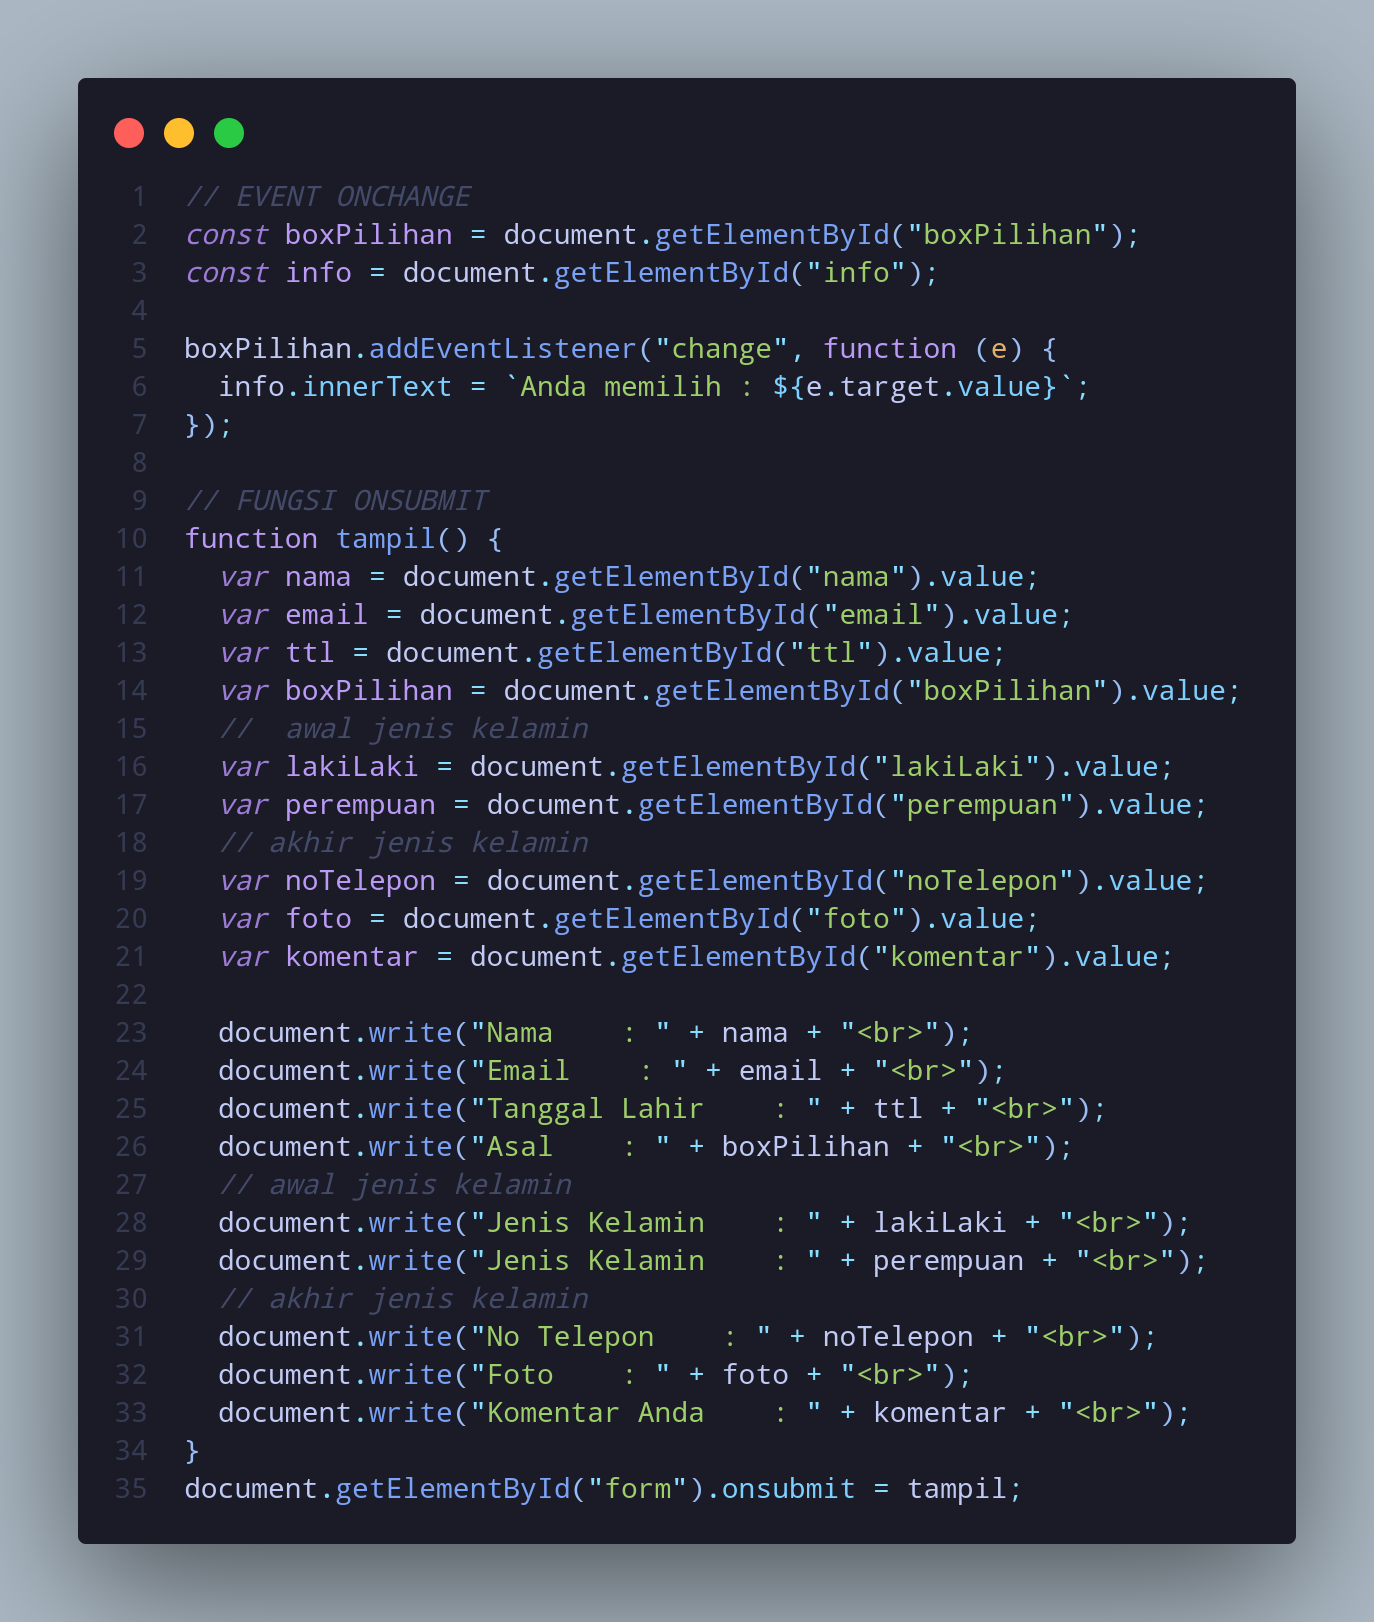 1 // EVENT ONCHANGE
2 const boxPilihan = document.getElementById("boxPilihan");
3 const info = document.getElementById("info");
4
5 boxPilihan.addEventListener("change", function (e) {
6   info.innerText = `Anda memilih : ${e.target.value}`;
7 });
8
9 // FUNGSI ONSUBMIT
10 function tampil() {
11   var nama = document.getElementById("nama").value;
12   var email = document.getElementById("email").value;
13   var ttl = document.getElementById("ttl").value;
14   var boxPilihan = document.getElementById("boxPilihan").value;
15   //  awal jenis kelamin
16   var lakiLaki = document.getElementById("lakiLaki").value;
17   var perempuan = document.getElementById("perempuan").value;
18   // akhir jenis kelamin
19   var noTelepon = document.getElementById("noTelepon").value;
20   var foto = document.getElementById("foto").value;
21   var komentar = document.getElementById("komentar").value;
22
23   document.write("Nama    : " + nama + "<br>");
24   document.write("Email    : " + email + "<br>");
25   document.write("Tanggal Lahir    : " + ttl + "<br>");
26   document.write("Asal    : " + boxPilihan + "<br>");
27   // awal jenis kelamin
28   document.write("Jenis Kelamin    : " + lakiLaki + "<br>");
29   document.write("Jenis Kelamin    : " + perempuan + "<br>");
30   // akhir jenis kelamin
31   document.write("No Telepon    : " + noTelepon + "<br>");
32   document.write("Foto    : " + foto + "<br>");
33   document.write("Komentar Anda    : " + komentar + "<br>");
34 }
35 document.getElementById("form").onsubmit = tampil;